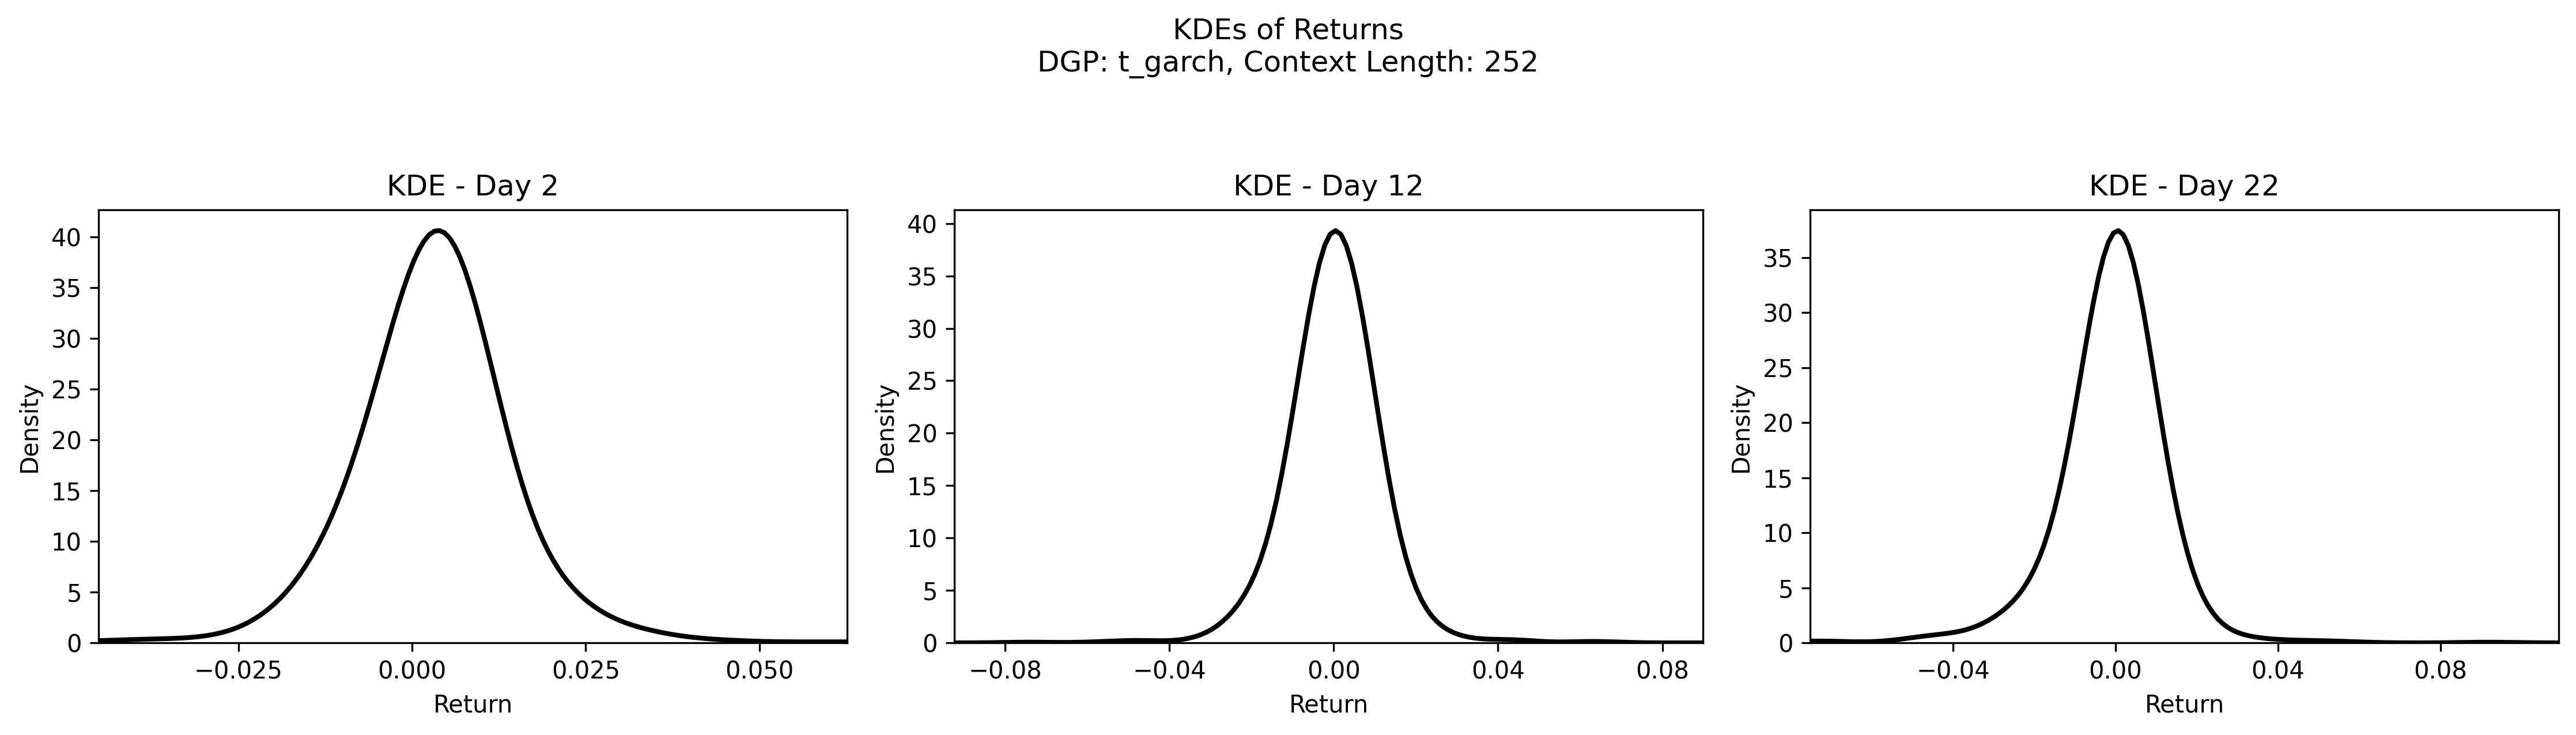 KDEs of Returns
DGP: t_garch, Context Length: 252
KDE - Day 2
40
35
30
25
20
15
10
5
0
Density
−0.025 0.000 0.025 0.050
Return
KDE - Day 12
40
35
30
25
20
15
10
5
0
Density
−0.08 −0.04 0.00 0.04 0.08
Return
KDE - Day 22
35
30
25
20
15
10
5
0
Density
−0.04 0.00 0.04 0.08
Return